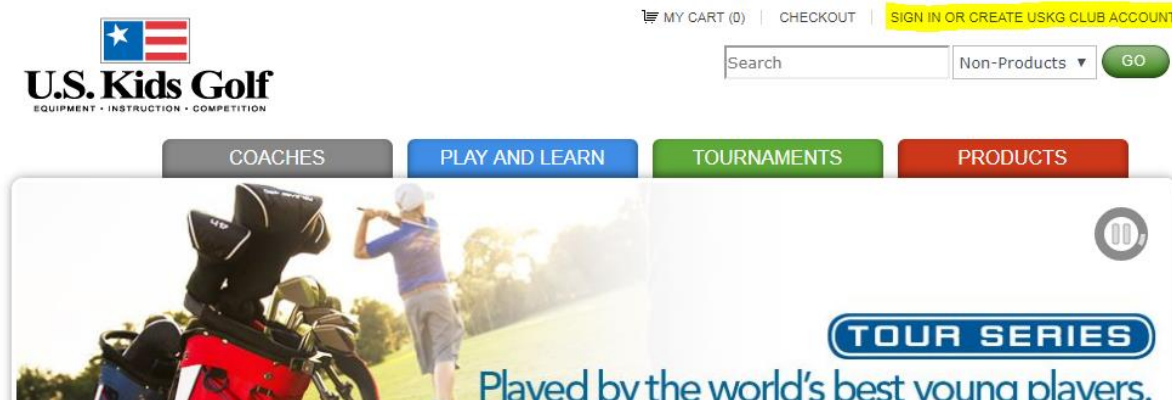 MY CART (0) CHECKOUT SIGN IN OR CREATE USKG CLUB ACCOUNT
U.S. Kids Golf
EQUIPMENT • INSTRUCTION • COMPETITION
Search Non-Products ▼ GO
COACHES PLAY AND LEARN TOURNAMENTS PRODUCTS
TOUR SERIES
Played by the world's best young players.